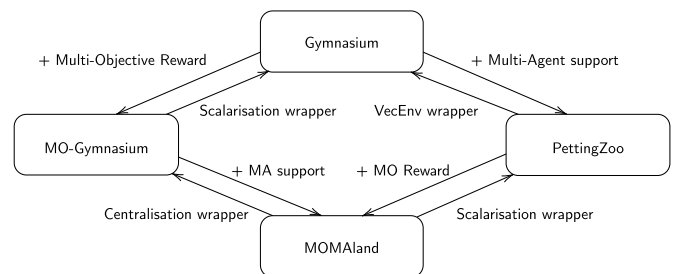 Gymnasium
+ Multi-Objective Reward
+ Multi-Agent support
Scalarisation wrapper
VecEnv wrapper
MO-Gymnasium
PettingZoo
+ MA support
+ MO Reward
Centralisation wrapper
Scalarisation wrapper
MOMAland